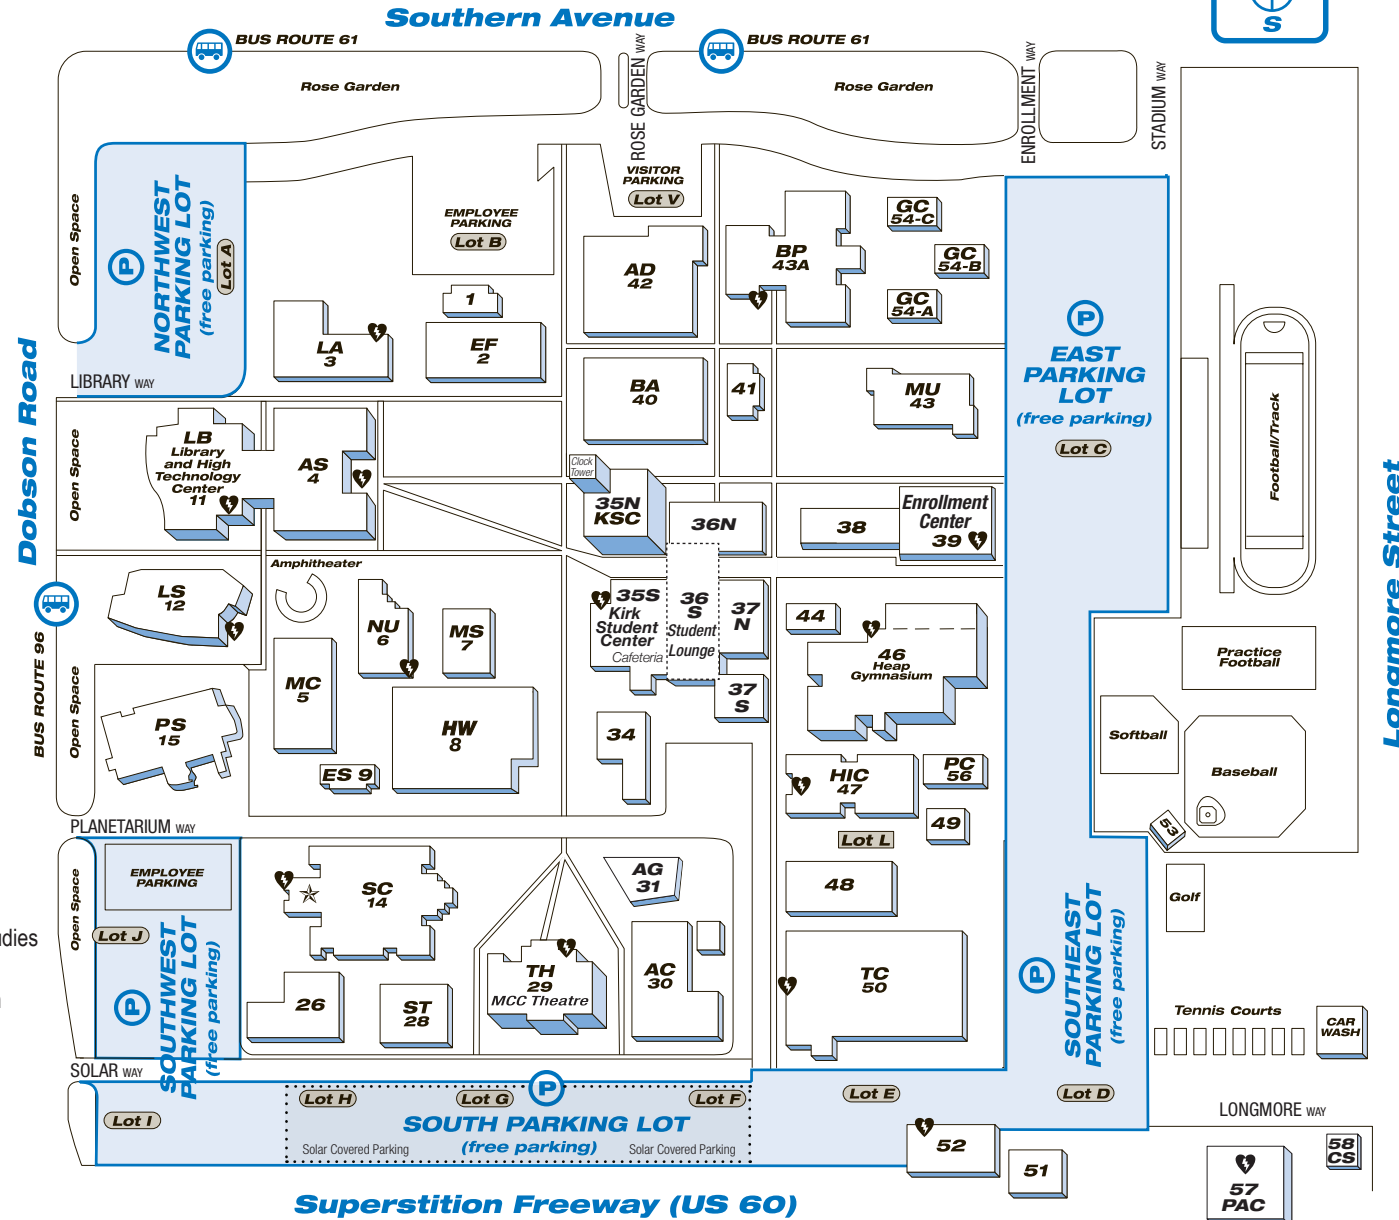 Southern Avenue
S
BUS ROUTE 61
BUS ROUTE 61
Rose Garden
Rose Garden
ROSE GARDEN WAY
ENROLLMENT WAY
STADIUM WAY
VISITOR
PARKING
Lot V
EMPLOYEE
PARKING
Lot B
Open Space
P
NORTHWEST
PARKING LOT
(free parking)
Lot A
GC
54-C
GC
54-B
GC
54-A
BP
43A
AD
42
1
EF
2
LA
3
P
EAST
PARKING
LOT
(free parking)
Lot C
Football/Track
Dobson Road
LIBRARY WAY
BA
40
41
MU
43
Open Space
LB
Library
and High
Technology
Center
11
AS
4
Clock
Tower
35N
KSC
36N
38
Enrollment
Center
39
Longmore Street
Amphitheater
LS
12
NU
6
MS
7
35S
Kirk
Student
Center
Cafeteria
36
S
Student
Lounge
37
N
37
S
44
46
Heap
Gymnasium
Practice
Football
BUS ROUTE 96
Open Space
MC
5
PS
15
HW
8
ES 9
34
HIC
47
PC
56
49
Lot L
Softball
Baseball
53
PLANETARIUM WAY
Open Space
EMPLOYEE
PARKING
Lot J
P
SOUTHWEST
PARKING LOT
(free parking)
SC
14
AG
31
48
Golf
udies
26
ST
28
TH
29
MCC Theatre
AC
30
TC
50
P
SOUTHEAST
PARKING LOT
(free parking)
Tennis Courts
CAR
WASH
SOLAR WAY
Lot I
Lot H
Lot G
P
Lot F
Lot E
Lot D
SOUTH PARKING LOT
(free parking)
Solar Covered Parking
Solar Covered Parking
LONGMORE WAY
52
51
57
PAC
58
CS
Superstition Freeway (US 60)